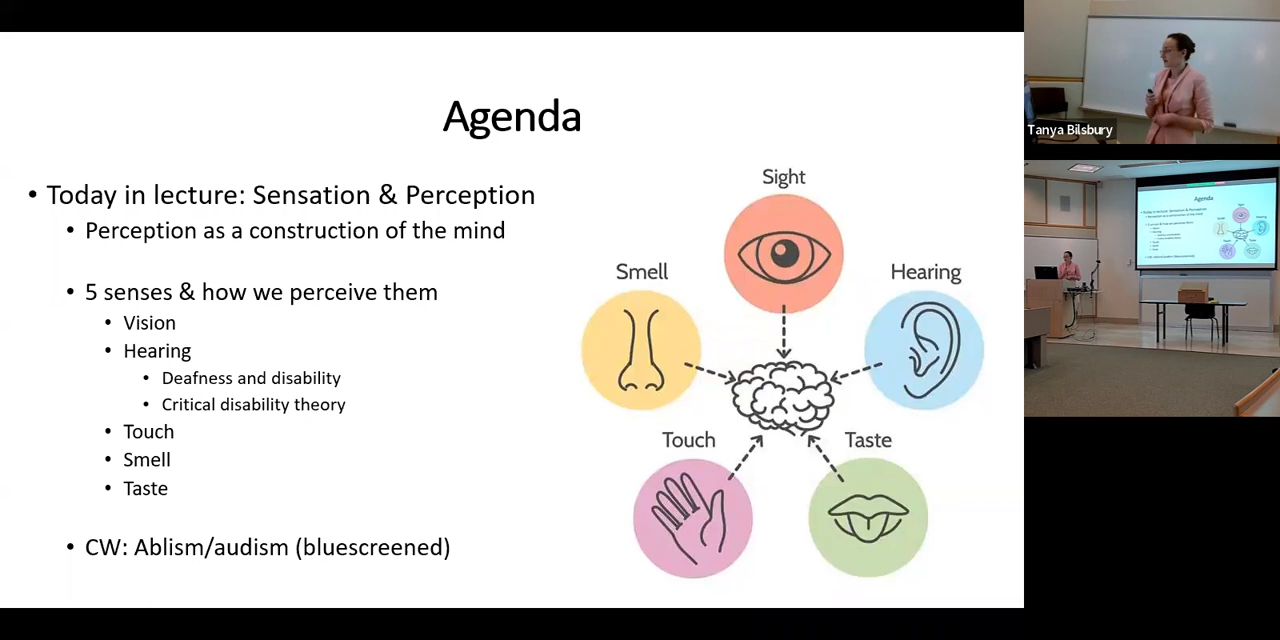 Agenda
• Today in lecture: Sensation & Perception
• Perception as a construction of the mind
• 5 senses & how we perceive them
• Vision
• Hearing
• Deafness and disability
• Critical disability theory
• Touch
• Smell
• Taste
• CW: Ablism/audism (bluescreened)
Sight
Smell
Hearing
Touch
Taste
Tanya Bilsbury
Agenda